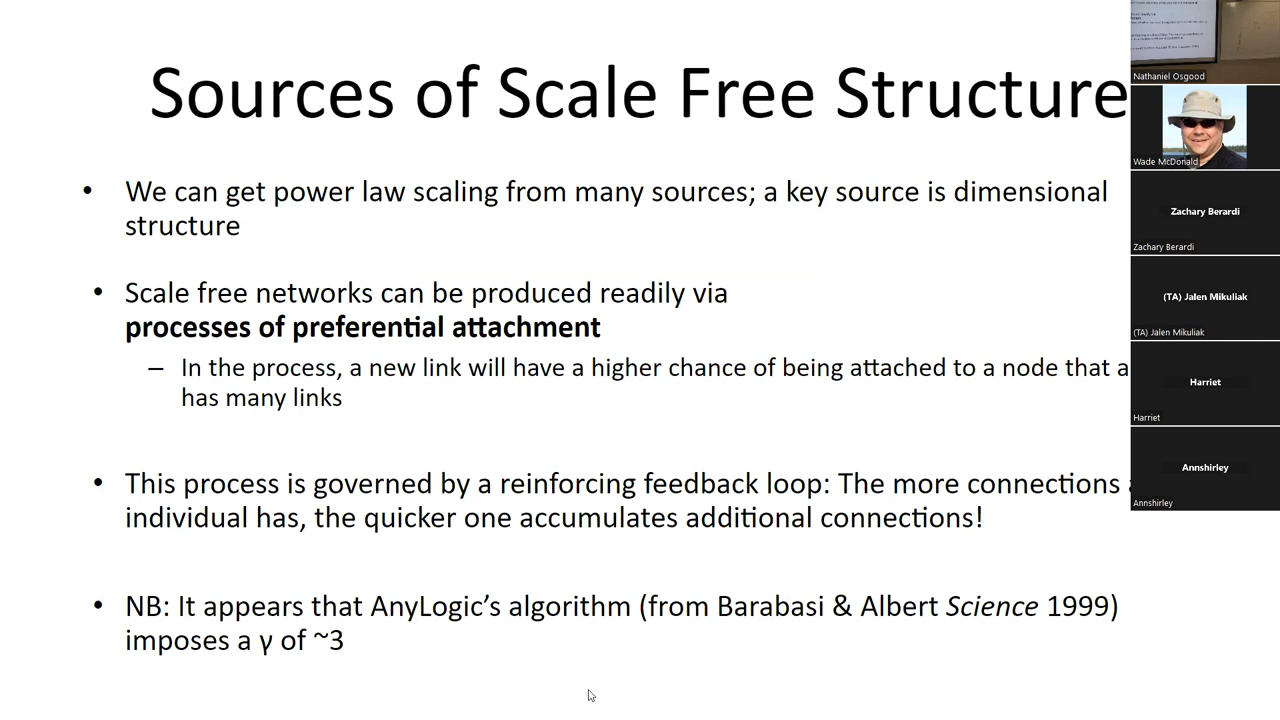 Sources of Scale Free Structure
• We can get power law scaling from many sources; a key source is dimensional
structure
• Scale free networks can be produced readily via
processes of preferential attachment
– In the process, a new link will have a higher chance of being attached to a node that a
has many links
• This process is governed by a reinforcing feedback loop: The more connections
individual has, the quicker one accumulates additional connections!
• NB: It appears that AnyLogic’s algorithm (from Barabasi & Albert Science 1999)
imposes a γ of ~3
Nathaniel Osgood
Wade McDonald
Zachary Berardi
Zachary Berardi
(TA) Jalen Mikuliak
(TA) Jalen Mikuliak
Harriet
Harriet
Annshirley
Annshirley